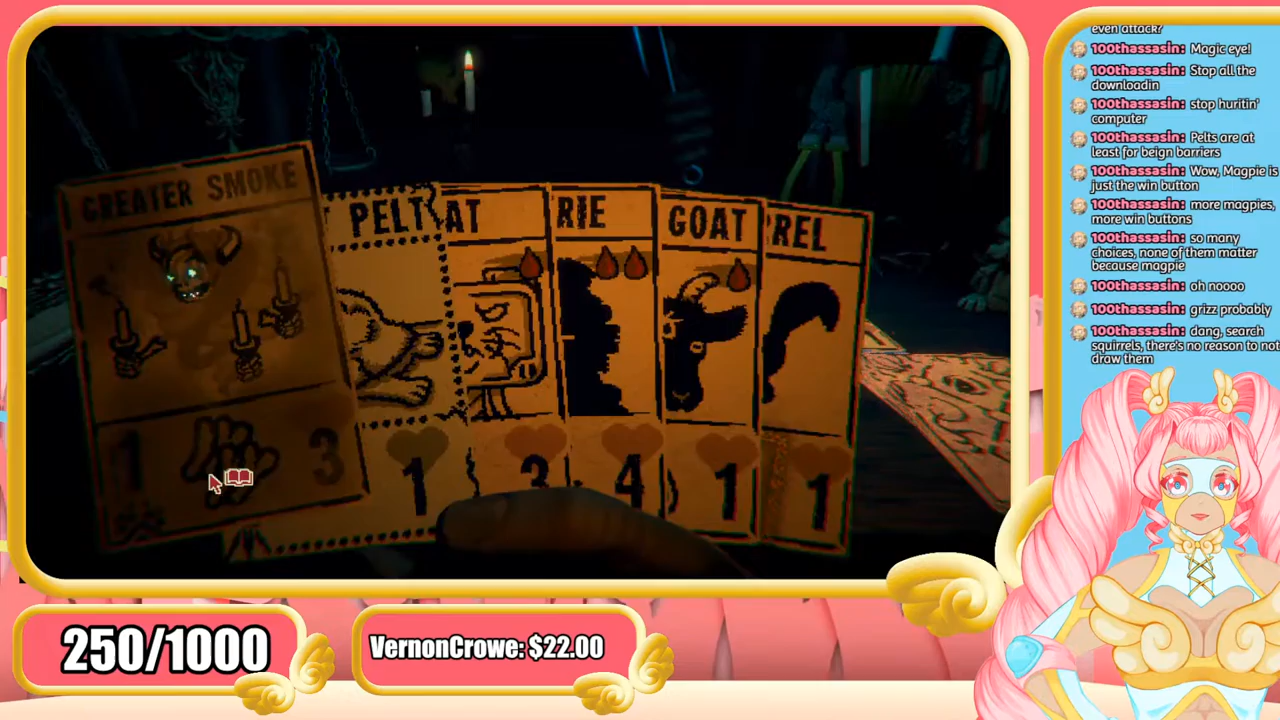 GREATER SMOKE
PELT
AT
RIE
GOAT
RREL
1
3
1
3
4
1
1
even attack?
100thassasin: Magic eye!
100thassasin: Stop all the
downloadin
100thassasin: stop huritin'
computer
100thassasin: Pelts are at
least for beign barriers
100thassasin: Wow, Magpie is
just the win button
100thassasin: more magpies,
more win buttons
100thassasin: so many
choices, none of them matter
because magpie
100thassasin: oh noooo
100thassasin: grizz probably
100thassasin: dang, search
squirrels, there's no reason to not
draw them
250/1000
VernonCrowe: $22.00